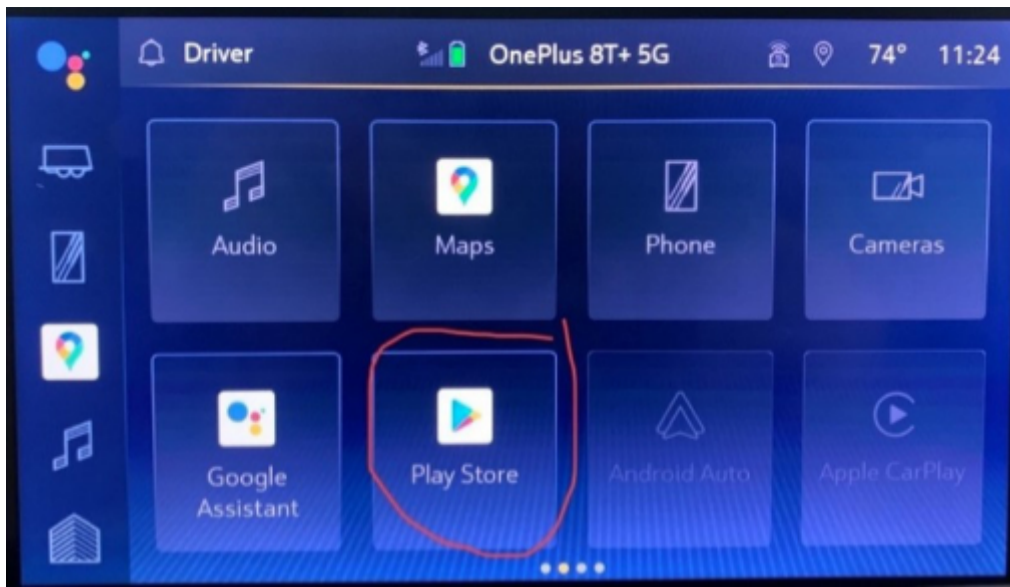 Driver
OnePlus 8T+ 5G
74°
11:24
Audio
Maps
Phone
Cameras
Google
Assistant
Play Store
Android Auto
Apple CarPlay